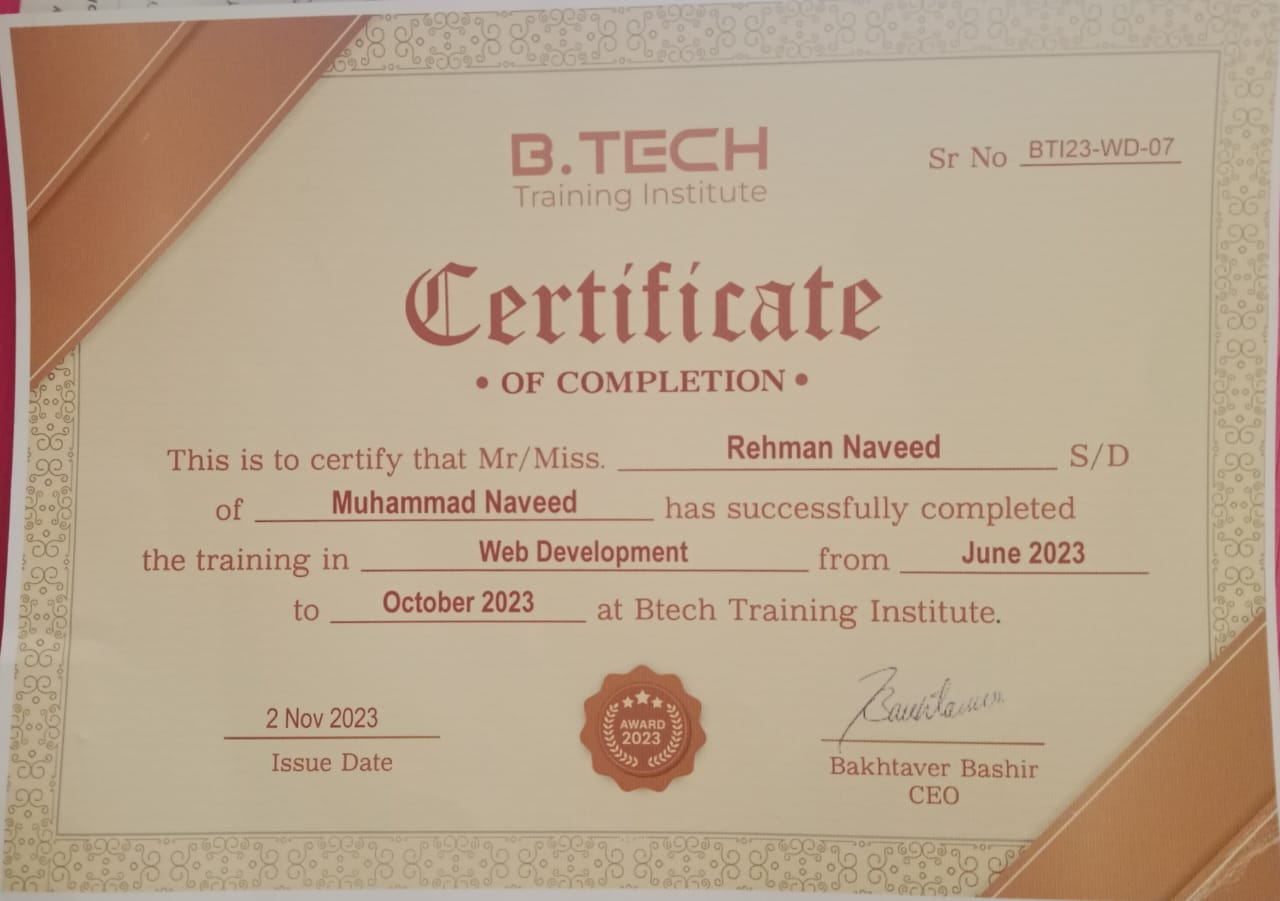 B.TECH
Training Institute
Sr No BTI23-WD-07
Certificate
• OF COMPLETION •
This is to certify that Mr/Miss. Rehman Naveed S/D
of Muhammad Naveed has successfully completed
the training in Web Development from June 2023
to October 2023 at Btech Training Institute.
2 Nov 2023
Issue Date
AWARD
2023
Bakhtaver Bashir
CEO